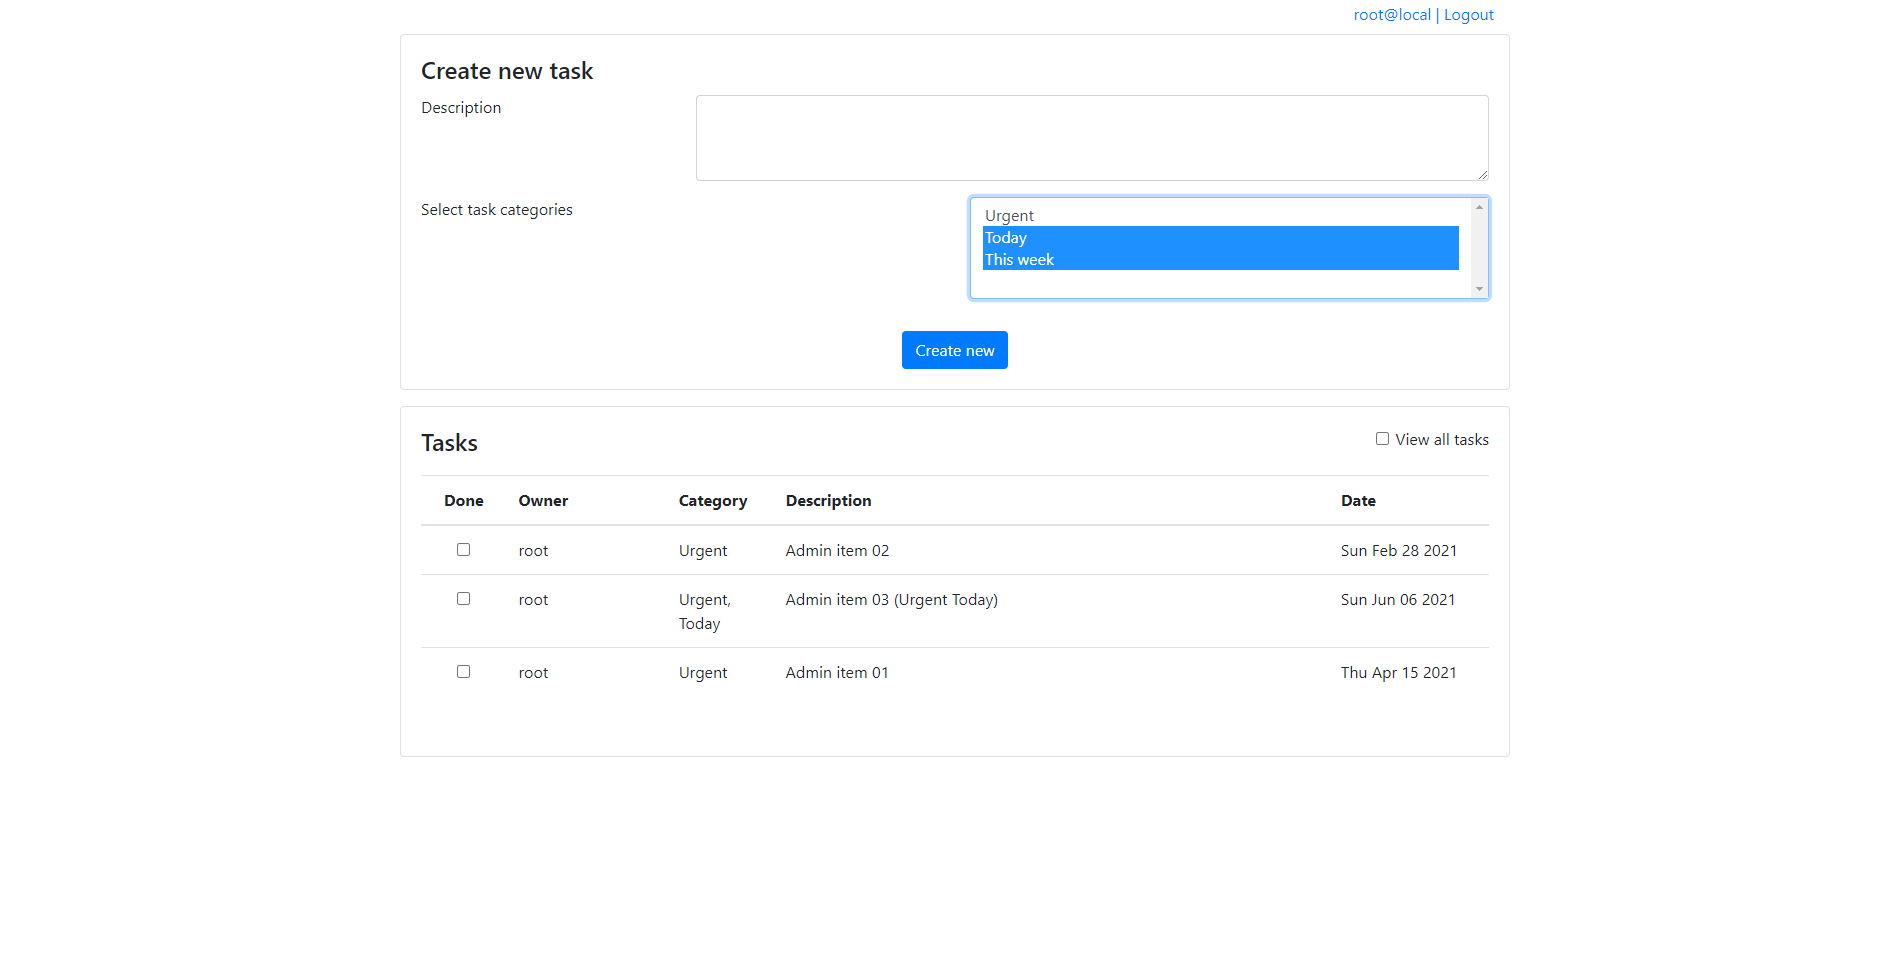 root@local | Logout
Create new task
Description
Select task categories
Urgent
Today
This week
Create new
Tasks
View all tasks
Done Owner Category Description Date
root Urgent Admin item 02 Sun Feb 28 2021
root Urgent, Admin item 03 (Urgent Today) Sun Jun 06 2021
Today
root Urgent Admin item 01 Thu Apr 15 2021